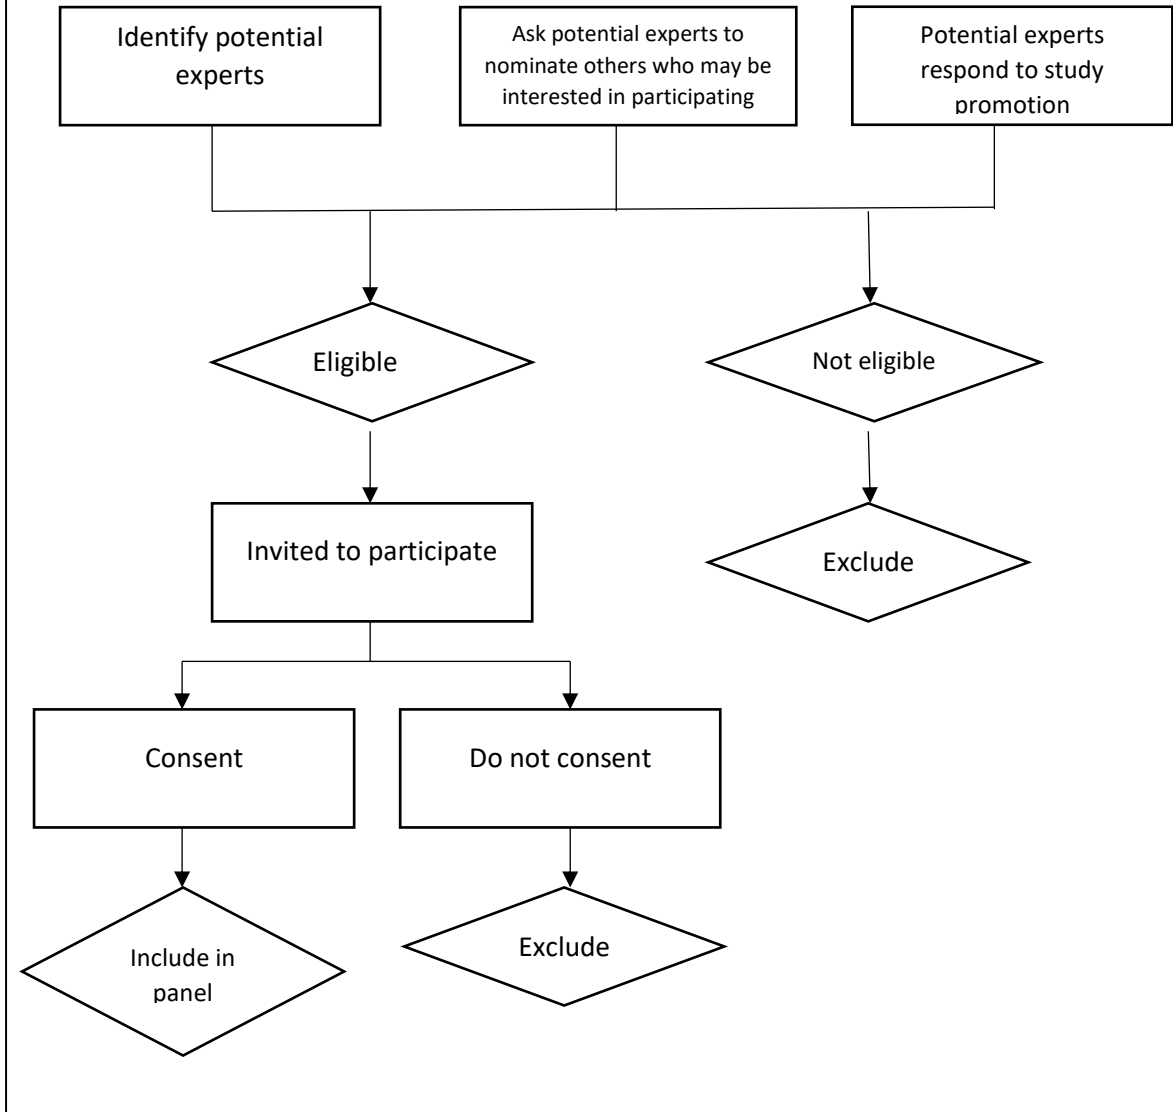 Identify potential
experts
Ask potential experts to
nominate others who may be
interested in participating
Potential experts
respond to study
promotion
Eligible
Not eligible
Invited to participate
Exclude
Consent
Do not consent
Include in
panel
Exclude